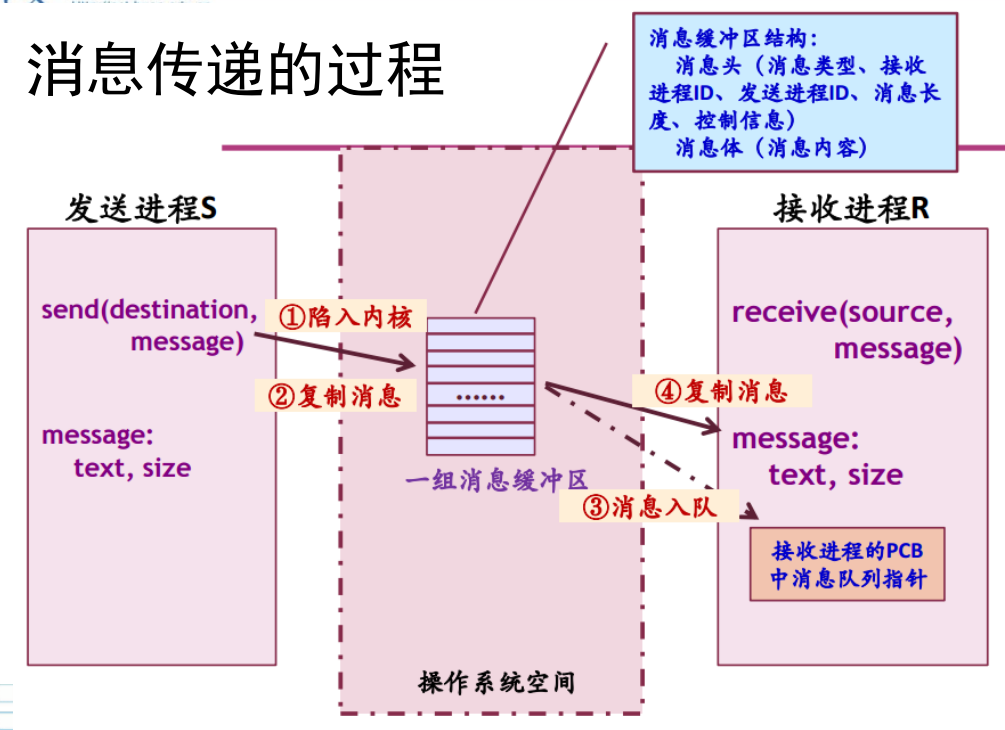 消息传递的过程
消息缓冲区结构：
消息头（消息类型、接收
进程ID、发送进程ID、消息长
度、控制信息）
消息体（消息内容）
发送进程S
接收进程R
send(destination,
message)
①陷入内核
②复制消息
message:
text, size
......
一组消息缓冲区
receive(source,
message)
④复制消息
message:
text, size
③消息入队
接收进程的PCB
中消息队列指针
操作系统空间